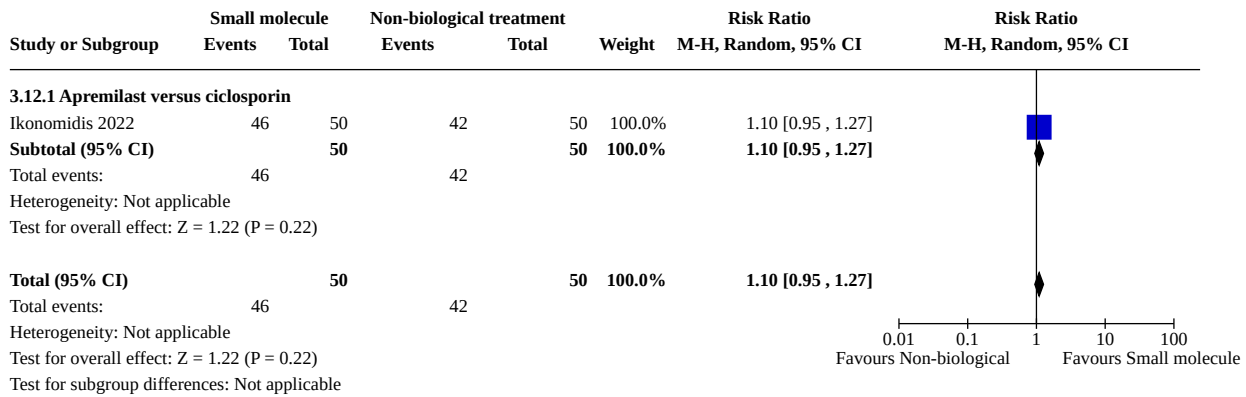 Small molecule Non-biological treatment Risk Ratio Risk Ratio
Study or Subgroup Events Total Events Total Weight M-H, Random, 95% CI M-H, Random, 95% CI
3.12.1 Apremilast versus ciclosporin
Ikonomidis 2022 46 50 42 50 100.0% 1.10 [0.95 , 1.27]
Subtotal (95% CI) 50 50 100.0% 1.10 [0.95 , 1.27]
Total events: 46 42
Heterogeneity: Not applicable
Test for overall effect: Z = 1.22 (P = 0.22)
Total (95% CI) 50 50 100.0% 1.10 [0.95 , 1.27]
Total events: 46 42
Heterogeneity: Not applicable
0.01 0.1 1 10 100
Test for overall effect: Z = 1.22 (P = 0.22) Favours Non-biological Favours Small molecule
Test for subgroup differences: Not applicable